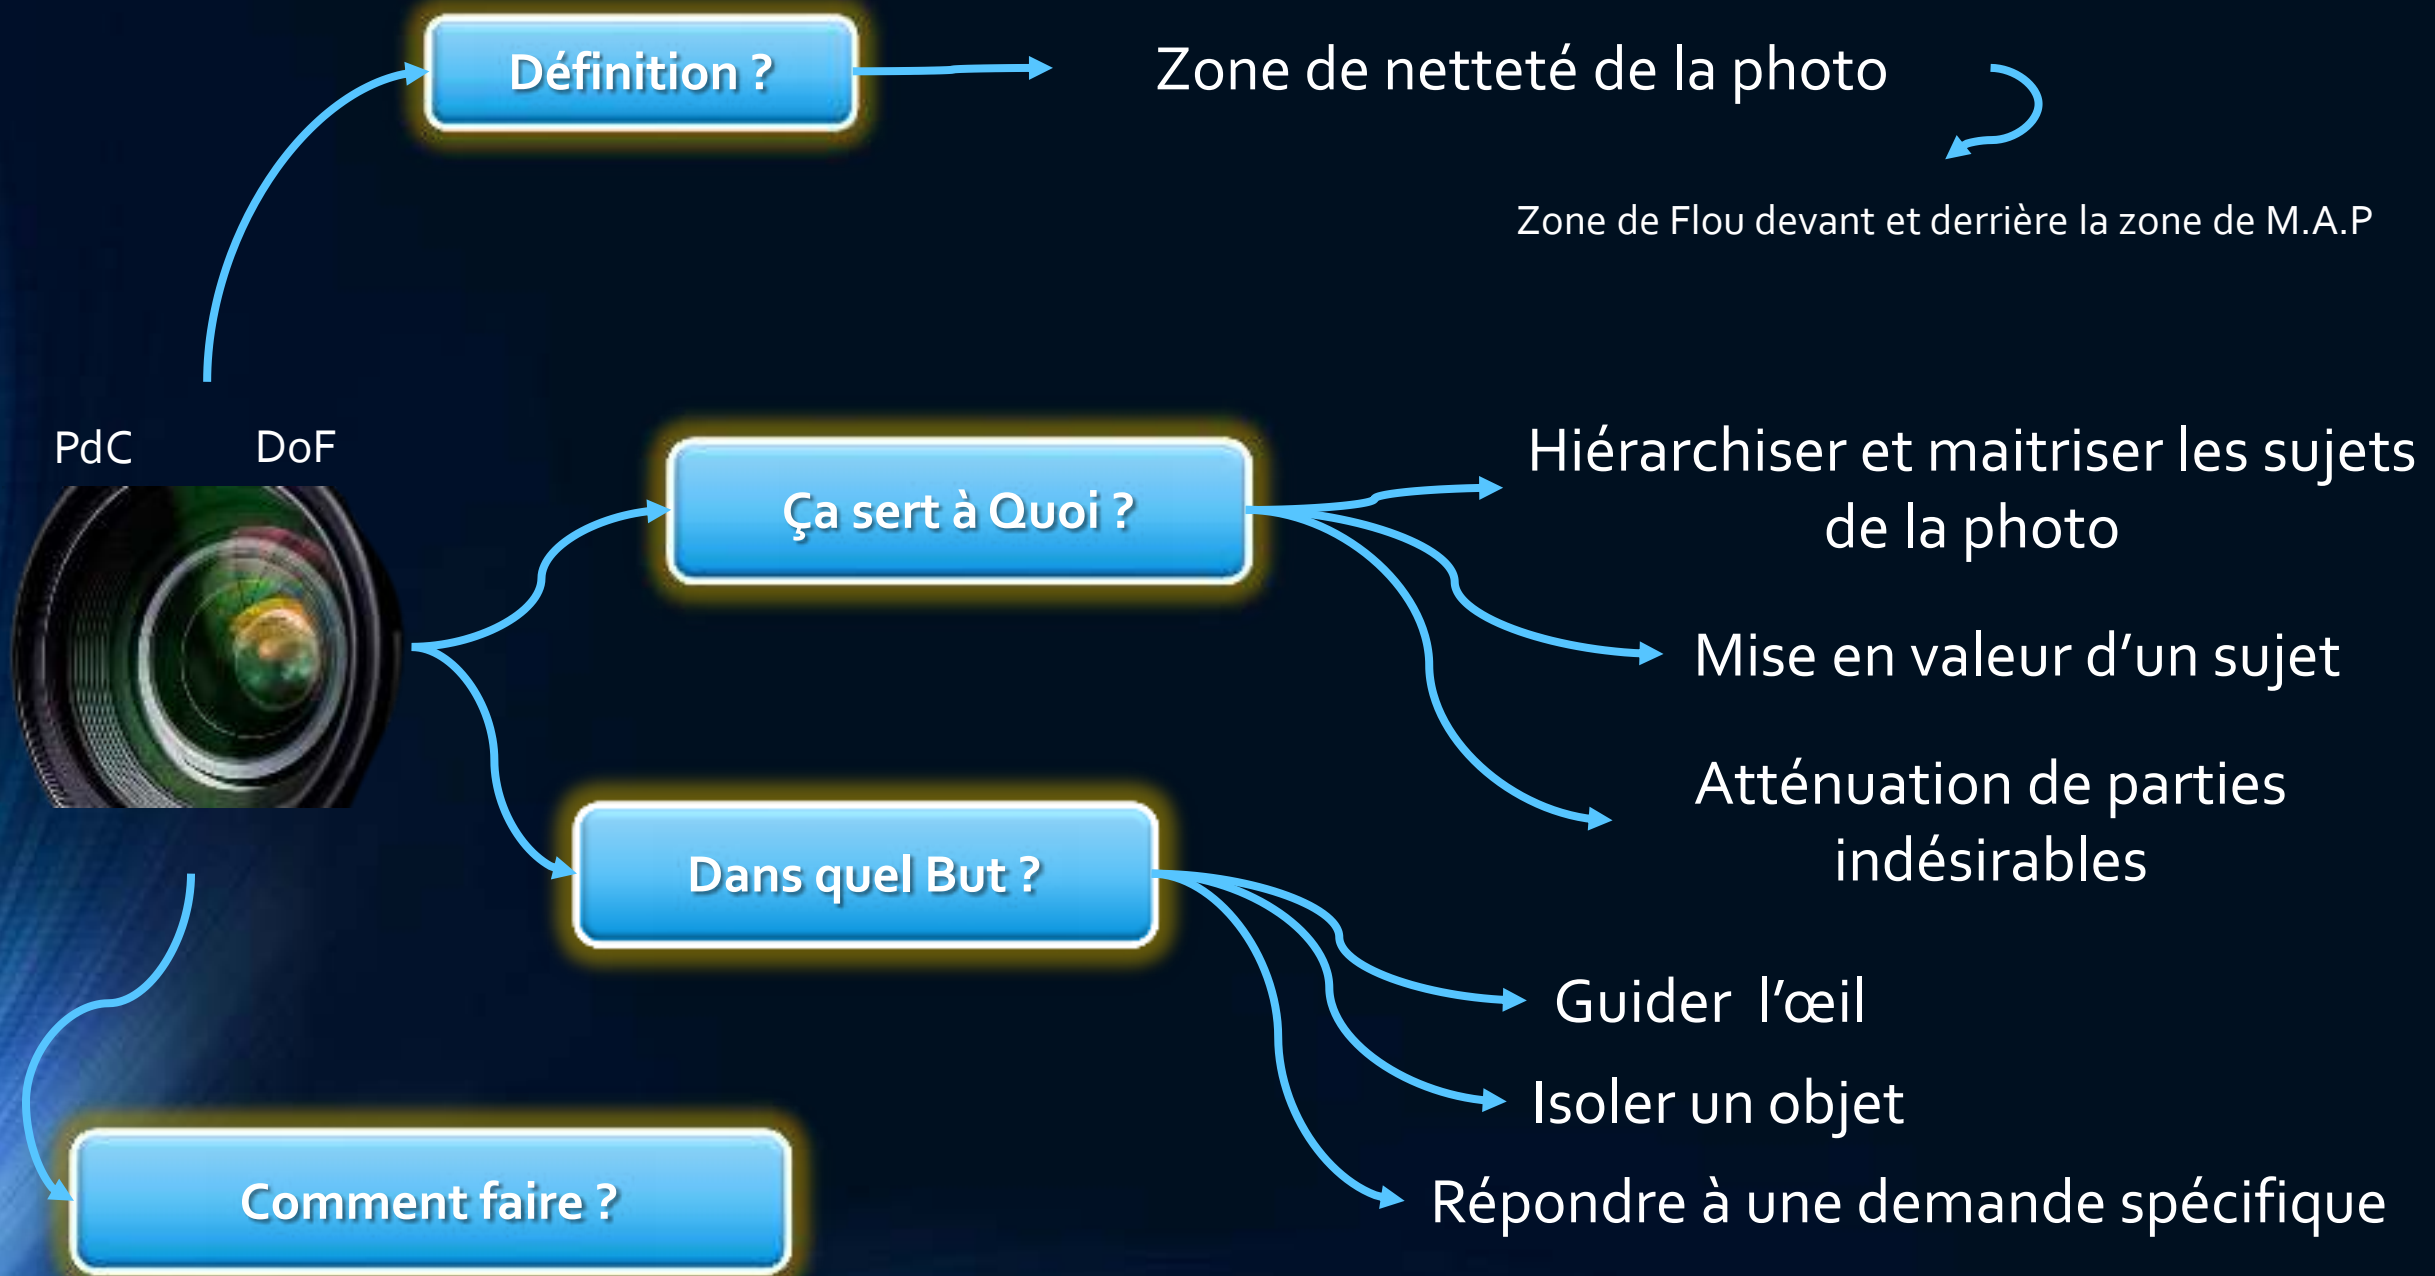 Définition ?
Zone de netteté de la photo
Zone de Flou devant et derrière la zone de M.A.P
PdC DoF
Ça sert à Quoi ?
Hiérarchiser et maitriser les sujets
de la photo
Mise en valeur d’un sujet
Atténuation de parties
indésirables
Dans quel But ?
Guider l’œil
Isoler un objet
Répondre à une demande spécifique
Comment faire ?